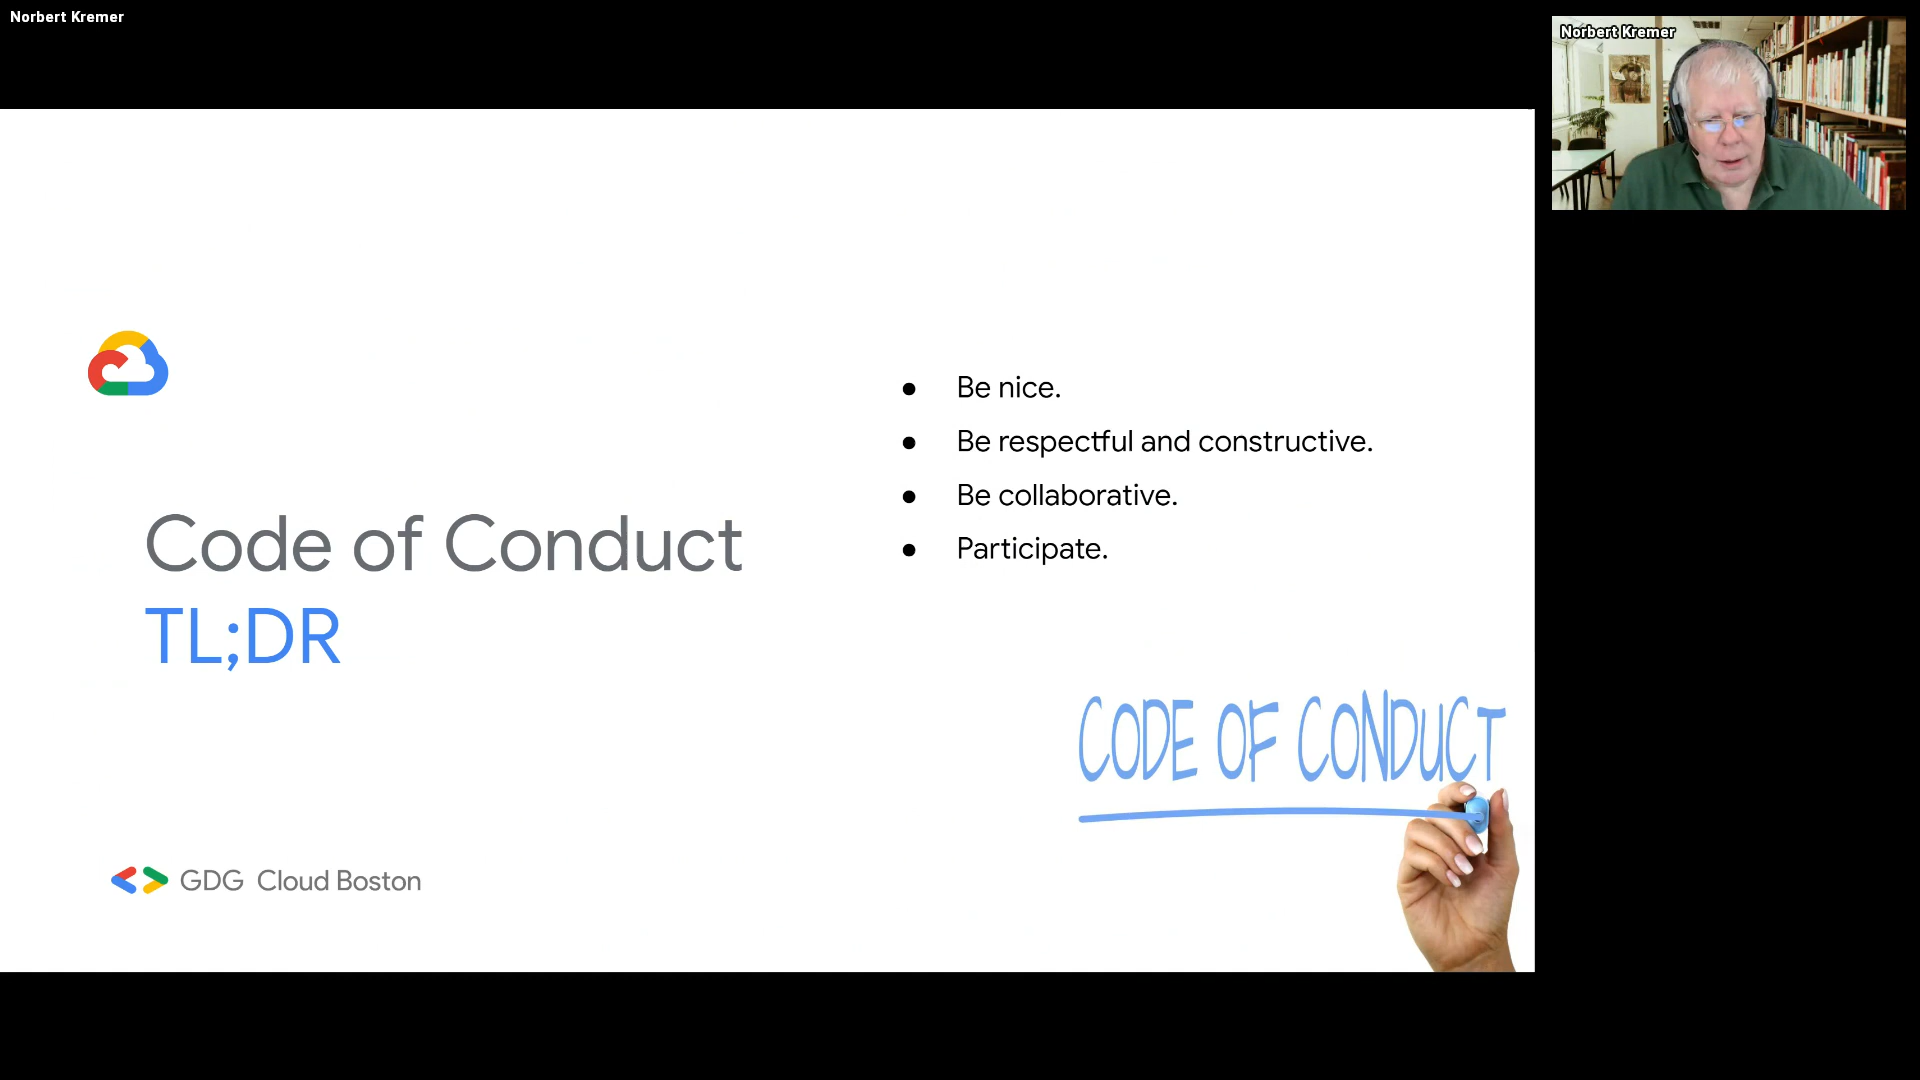 Norbert Kremer
Norbert Kremer
Code of Conduct
TL;DR
● Be nice.
● Be respectful and constructive.
● Be collaborative.
● Participate.
CODE OF CONDUCT
GDG Cloud Boston